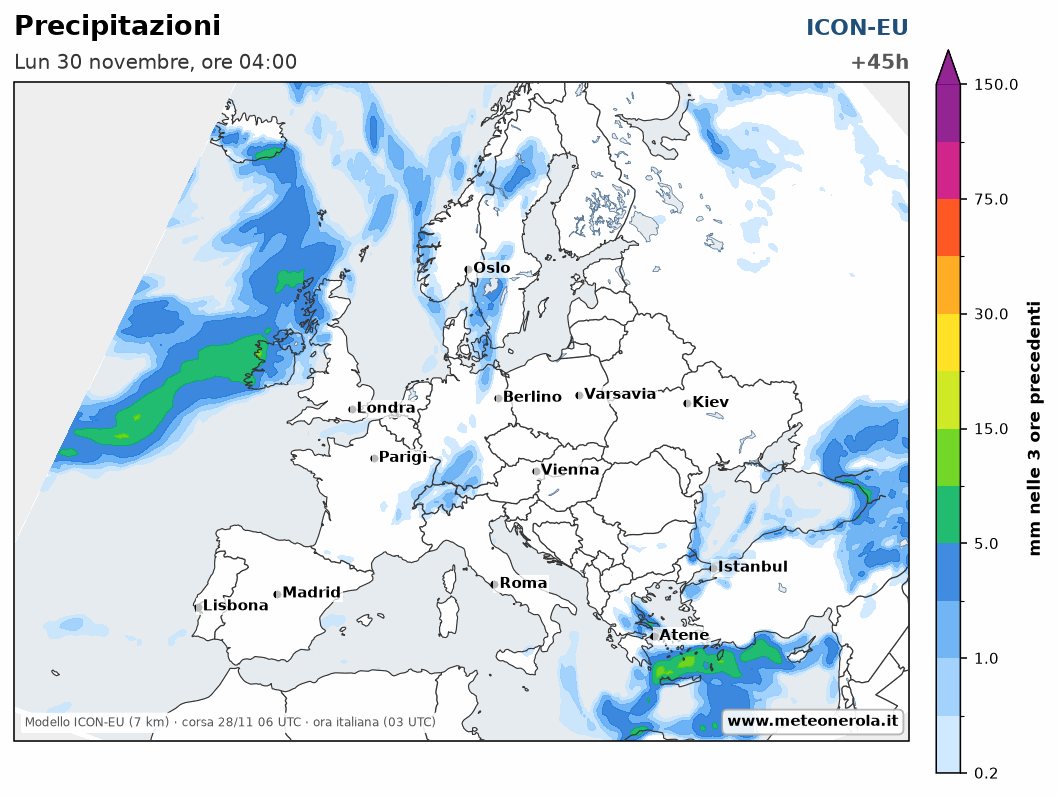 Precipitazioni
ICON-EU
Lun 30 novembre, ore 04:00
+45h
150.0
75.0
30.0
15.0
5.0
1.0
0.2
mm nelle 3 ore precedenti
Oslo
Berlino
Varsavia
Kiev
Londra
Parigi
Vienna
Istanbul
Roma
Madrid
Lisbona
Atene
Modello ICON-EU (7 km) · corsa 28/11 06 UTC · ora italiana (03 UTC)
www.meteonerola.it